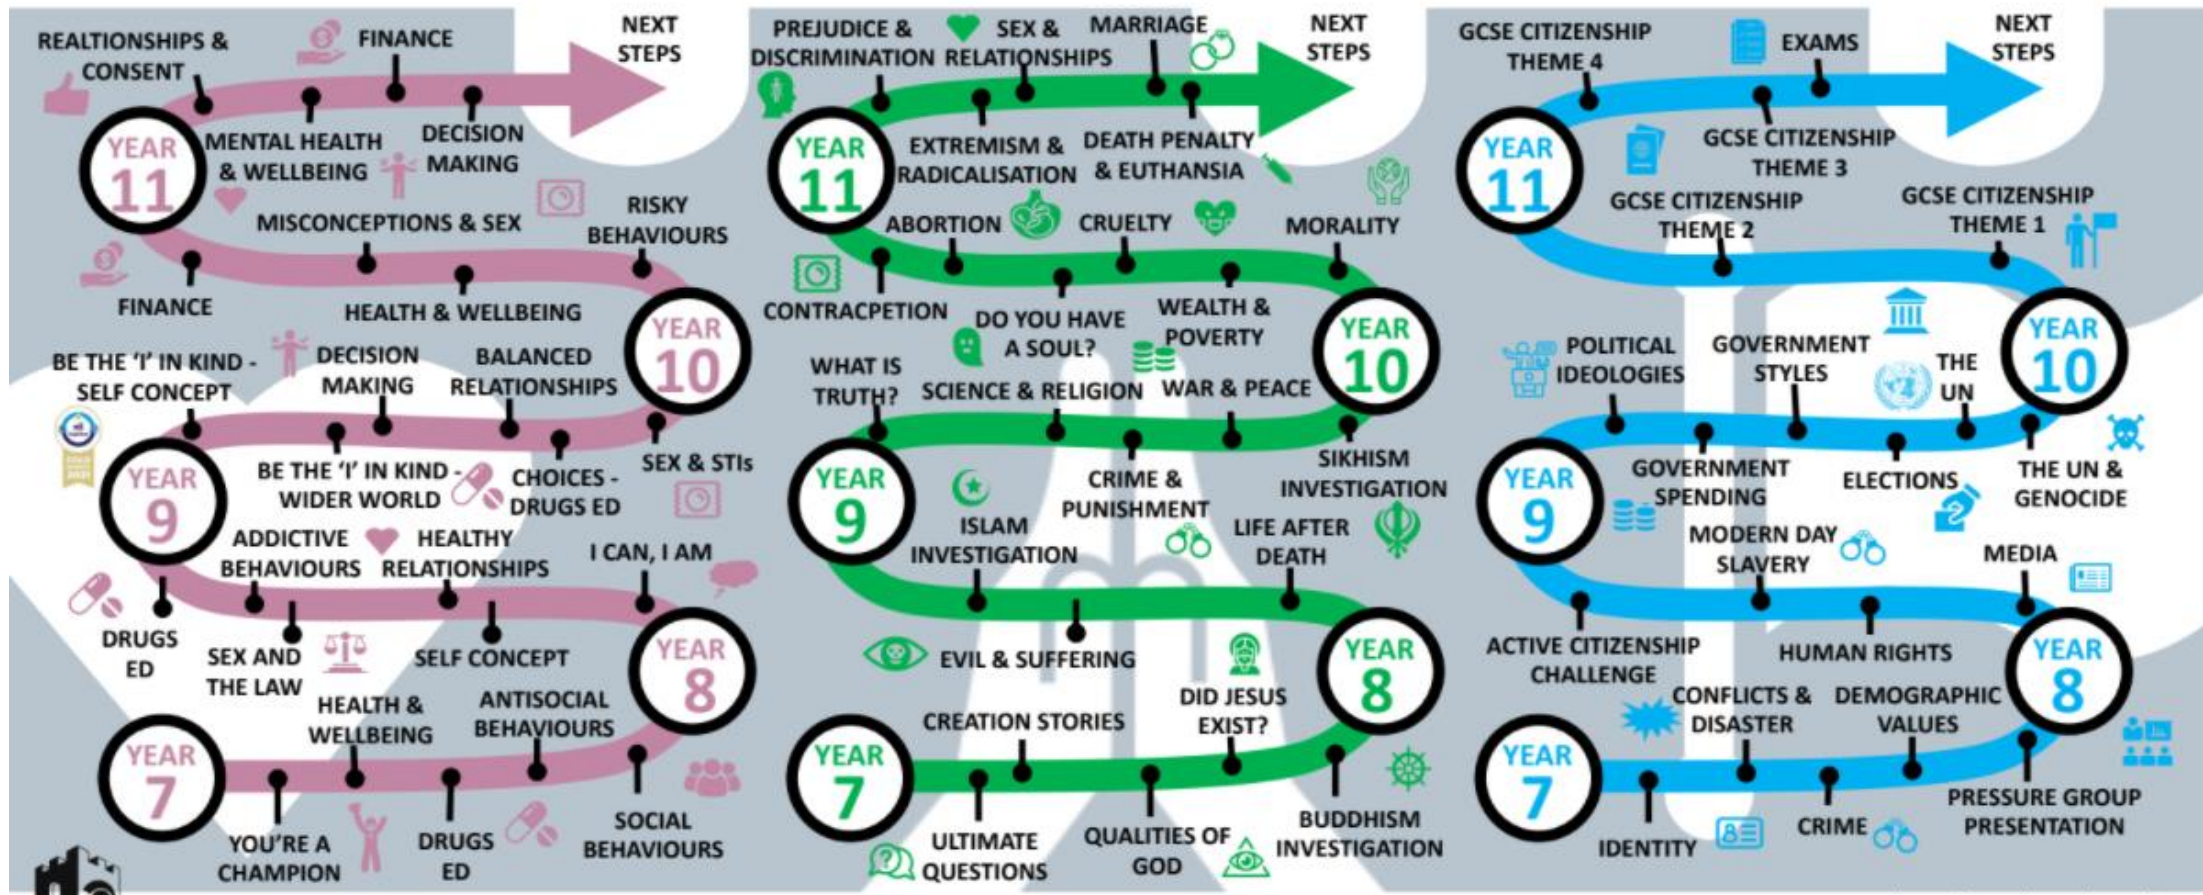 REALTIONSHIPS &
CONSENT
FINANCE
NEXT
STEPS
YEAR
11
MENTAL HEALTH
& WELLBEING
DECISION
MAKING
MISCONCEPTIONS & SEX
RISKY
BEHAVIOURS
FINANCE
HEALTH & WELLBEING
YEAR
10
BE THE 'I' IN KIND -
SELF CONCEPT
DECISION
MAKING
BALANCED
RELATIONSHIPS
YEAR
9
BE THE 'I' IN KIND -
WIDER WORLD
CHOICES -
DRUGS ED
SEX & STIs
ADDICTIVE
BEHAVIOURS
HEALTHY
RELATIONSHIPS
I CAN, I AM
DRUGS
ED
SEX AND
THE LAW
SELF CONCEPT
YEAR
8
HEALTH &
WELLBEING
ANTISOCIAL
BEHAVIOURS
YEAR
7
YOU'RE A
CHAMPION
DRUGS
ED
SOCIAL
BEHAVIOURS
PREJUDICE &
DISCRIMINATION
SEX &
RELATIONSHIPS
MARRIAGE
NEXT
STEPS
YEAR
11
EXTREMISM &
RADICALISATION
DEATH PENALTY
& EUTHANSIA
ABORTION
CRUELTY
MORALITY
CONTRACPETION
DO YOU HAVE
A SOUL?
WEALTH &
POVERTY
YEAR
10
WHAT IS
TRUTH?
SCIENCE & RELIGION
WAR & PEACE
YEAR
9
CRIME &
PUNISHMENT
SIKHISM
INVESTIGATION
ISLAM
INVESTIGATION
LIFE AFTER
DEATH
EVIL & SUFFERING
YEAR
8
CREATION STORIES
DID JESUS
EXIST?
YEAR
7
ULTIMATE
QUESTIONS
QUALITIES OF
GOD
BUDDHISM
INVESTIGATION
GCSE CITIZENSHIP
THEME 4
EXAMS
NEXT
STEPS
YEAR
11
GCSE CITIZENSHIP
THEME 3
GCSE CITIZENSHIP
THEME 2
GCSE CITIZENSHIP
THEME 1
YEAR
10
POLITICAL
IDEOLOGIES
GOVERNMENT
STYLES
THE
UN
YEAR
9
GOVERNMENT
SPENDING
ELECTIONS
THE UN &
GENOCIDE
MODERN DAY
SLAVERY
MEDIA
ACTIVE CITIZENSHIP
CHALLENGE
HUMAN RIGHTS
YEAR
8
CONFLICTS &
DISASTER
DEMOGRAPHIC
VALUES
YEAR
7
IDENTITY
CRIME
PRESSURE GROUP
PRESENTATION